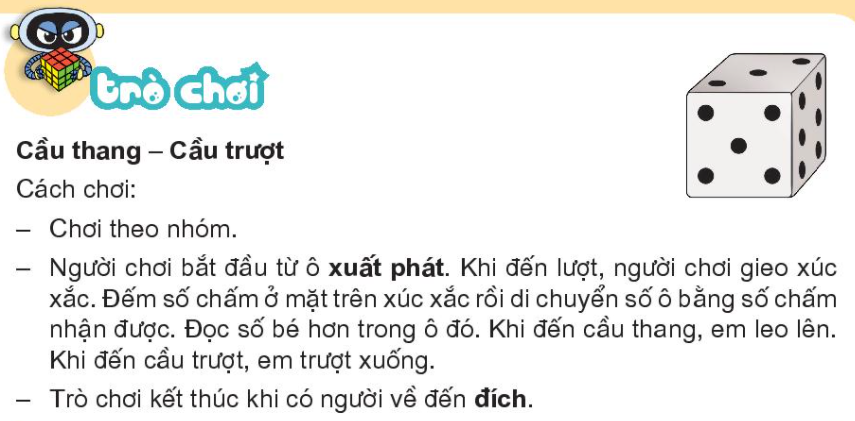 trò chơi
Cầu thang – Cầu trượt
Cách chơi:
– Chơi theo nhóm.
– Người chơi bắt đầu từ ô xuất phát. Khi đến lượt, người chơi gieo xúc
xắc. Đếm số chấm ở mặt trên xúc xắc rồi di chuyển số ô bằng số chấm
nhận được. Đọc số bé hơn trong ô đó. Khi đến cầu thang, em leo lên.
Khi đến cầu trượt, em trượt xuống.
– Trò chơi kết thúc khi có người về đến đích.